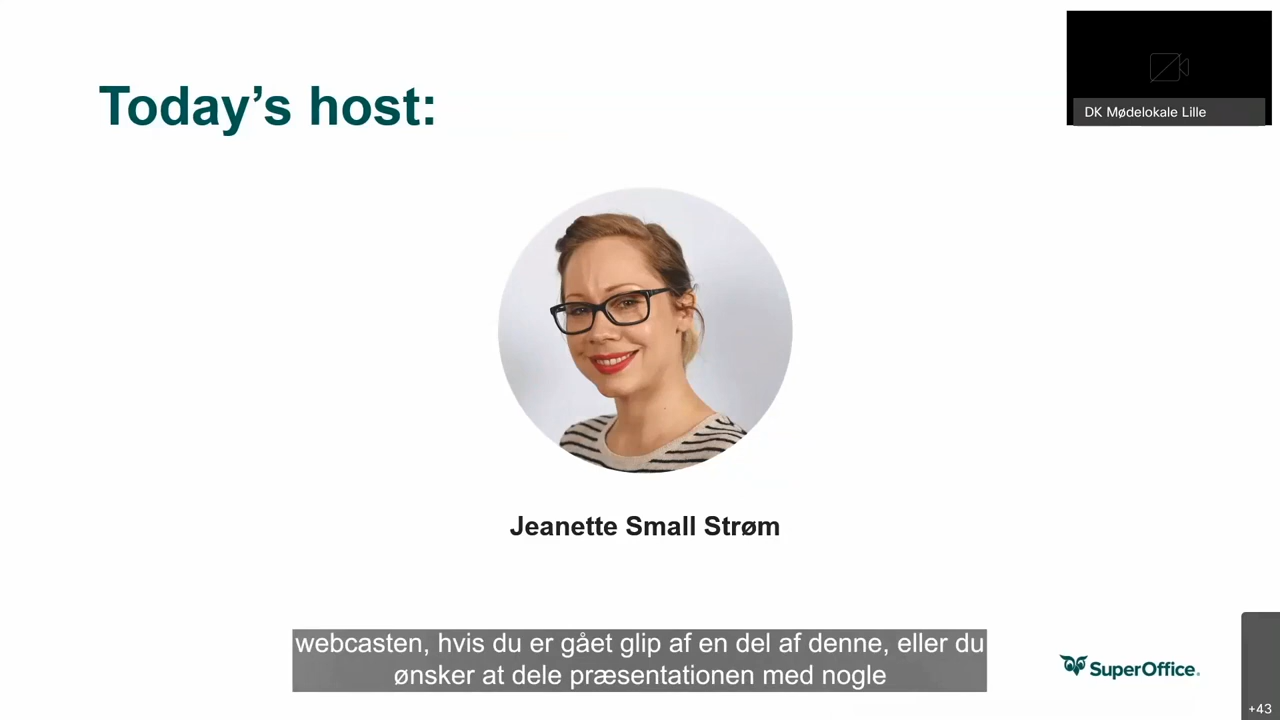 Today’s host:
DK Mødelokale Lille
Jeanette Small Strøm
webcasten, hvis du er gået glip af en del af denne, eller du
ønsker at dele præsentationen med nogle
SuperOffice.
+43